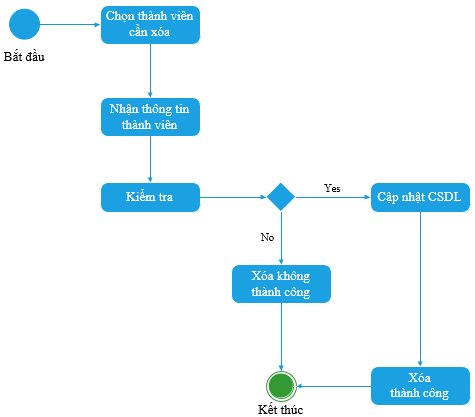 Chọn thành viên
cần xóa
Bắt đầu
Nhận thông tin
thành viên
Kiểm tra
Yes
Cập nhật CSDL
No
Xóa không
thành công
Xóa
thành công
Kết thúc